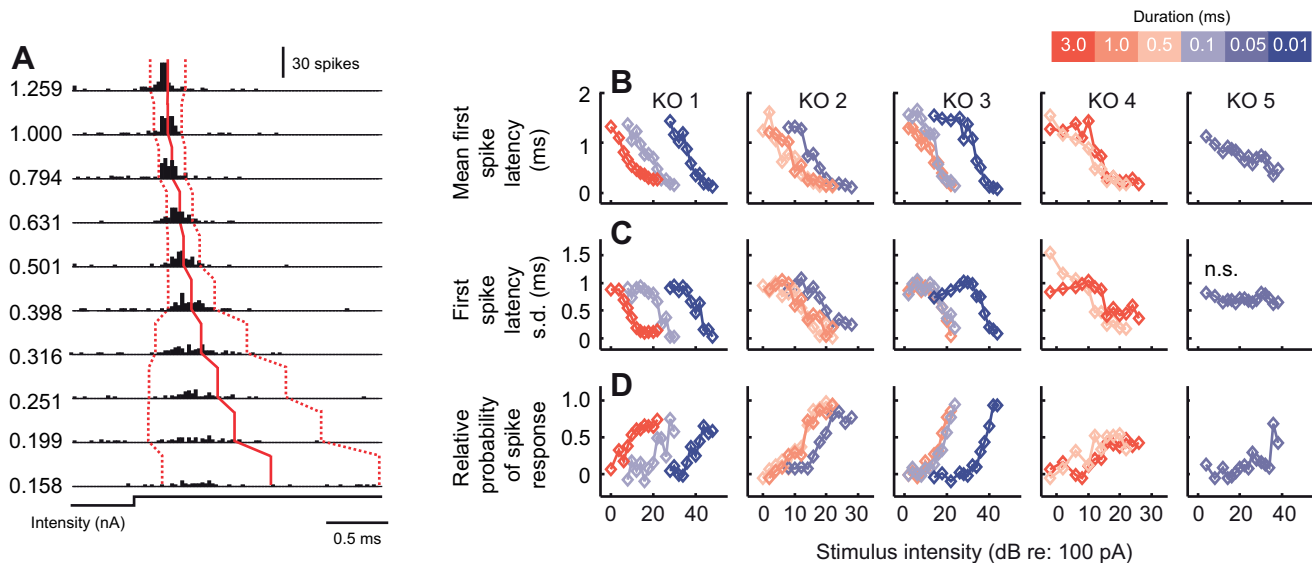 Duration (ms)
3.0 1.0 0.5 0.1 0.05 0.01
A
30 spikes
1.259
1.000
0.794
0.631
0.501
0.398
0.316
0.251
0.199
0.158
Intensity (nA)
0.5 ms
B
KO 1 KO 2 KO 3 KO 4 KO 5
Mean first
spike
latency
(ms)
2
1
0
C
First
spike
latency
s.d. (ms)
1.5
1.0
0.5
0
n.s.
D
Relative
probability
of spike
response
1.0
0.5
0
0 20 40 0 10 20 30 0 20 40 0 10 20 30 0 10 20 30
Stimulus intensity (dB re: 100 pA)